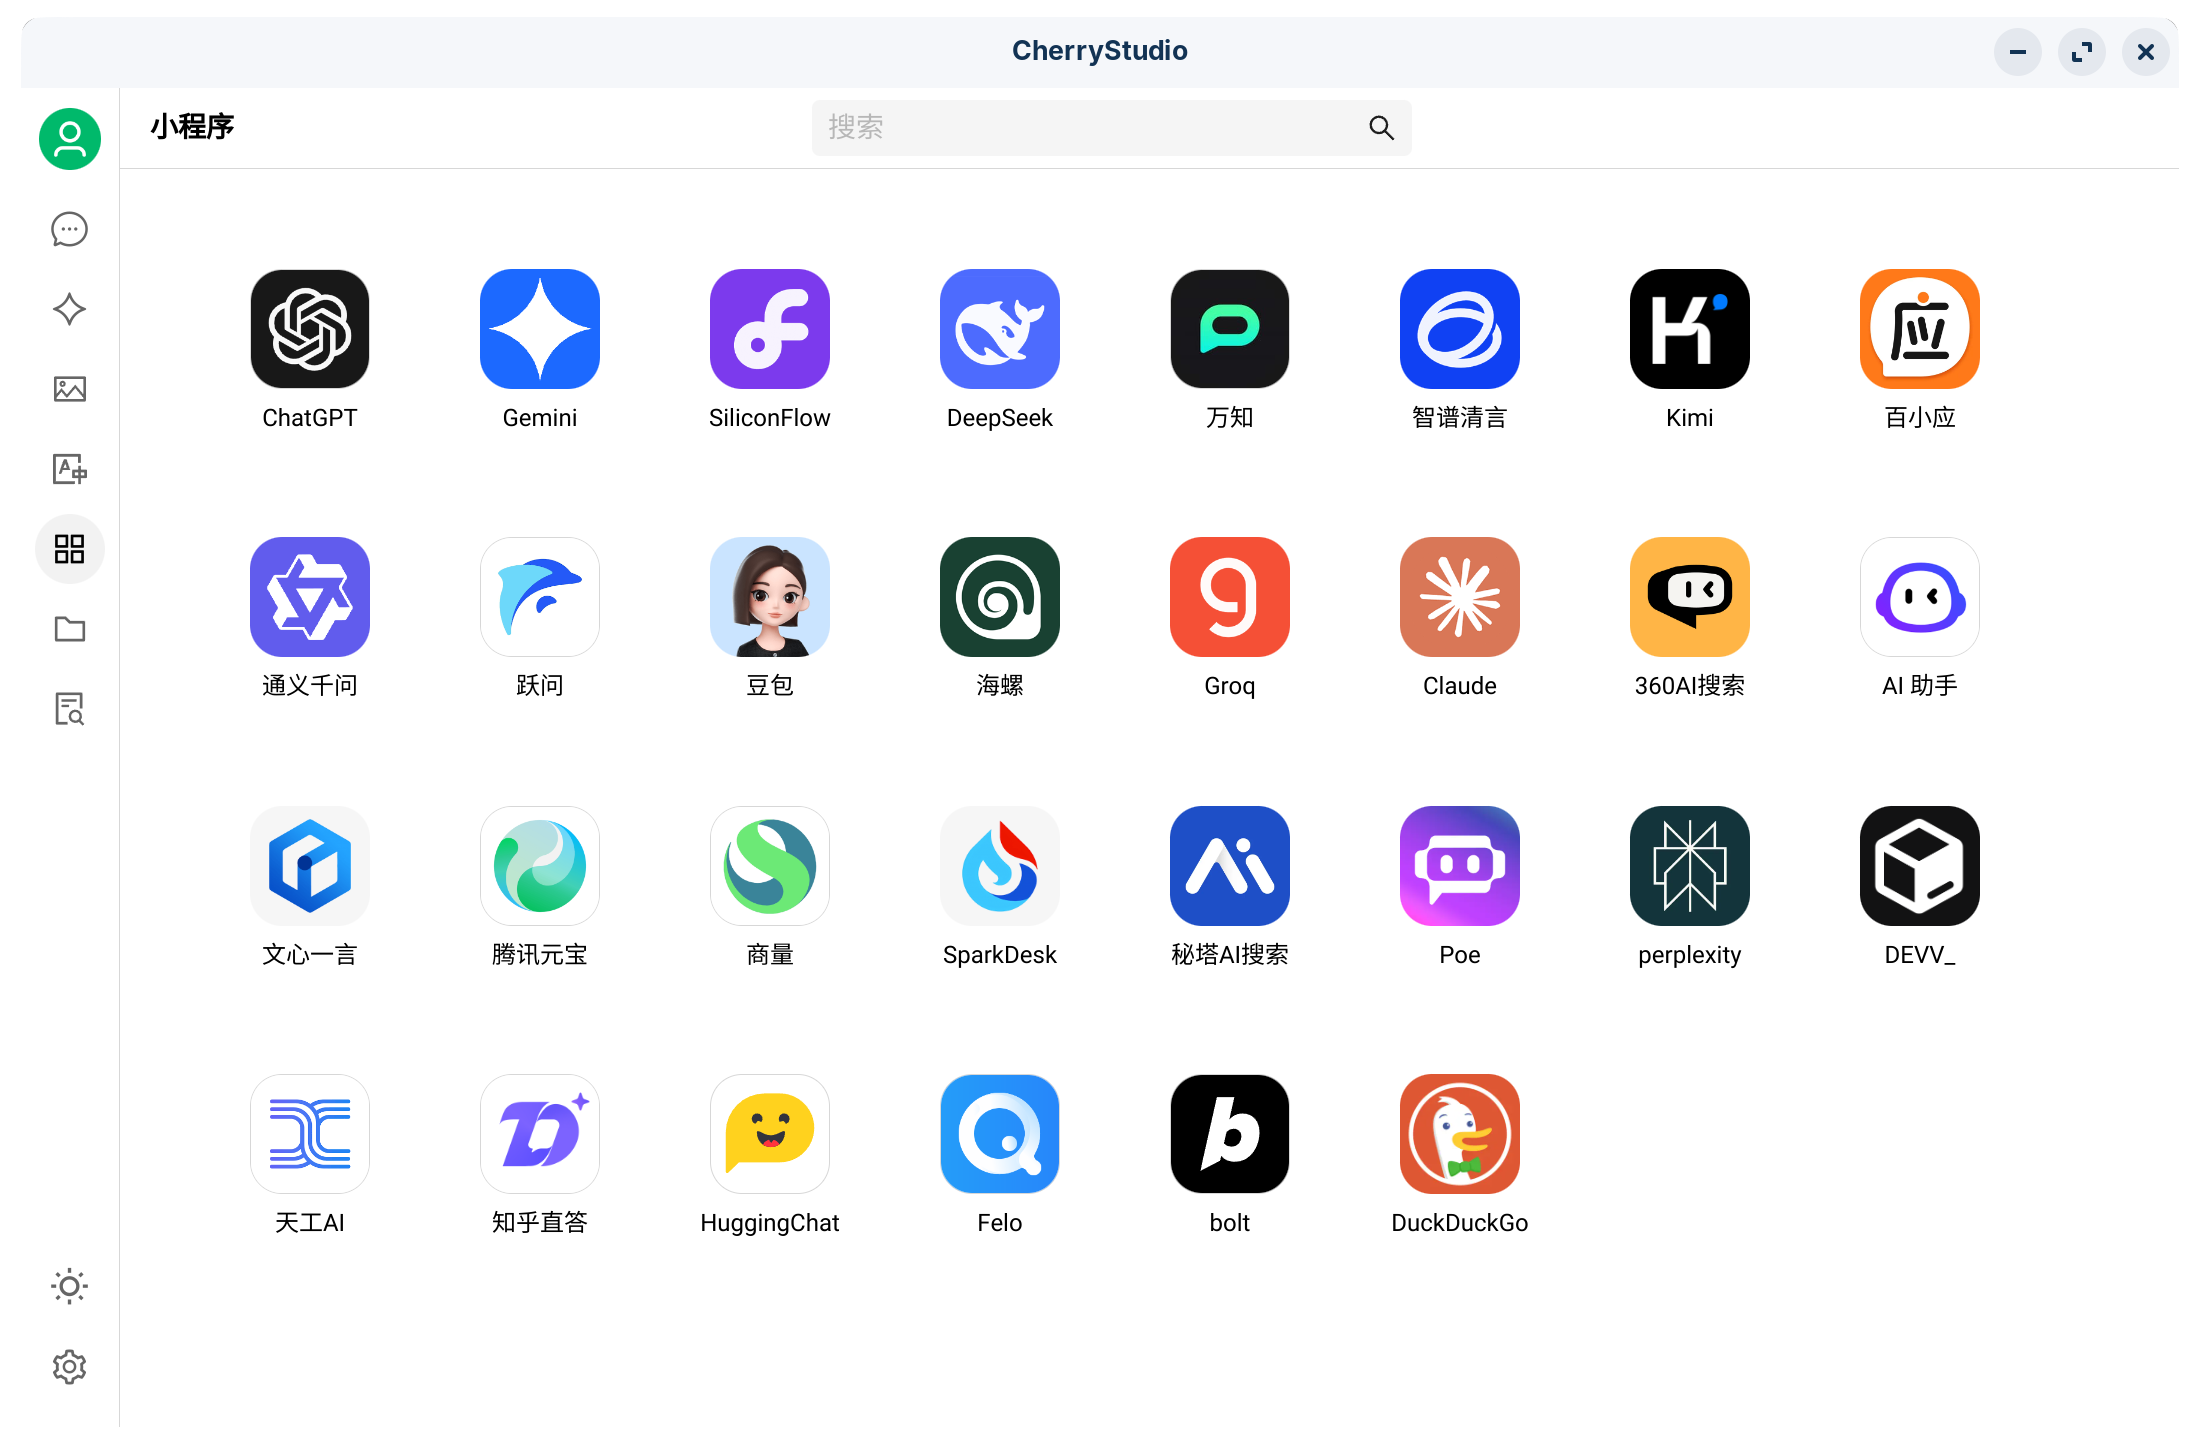 CherryStudio
小程序
搜索
ChatGPT
Gemini
SiliconFlow
DeepSeek
万知
智谱清言
Kimi
百小应
通义千问
跃问
豆包
海螺
Groq
Claude
360AI搜索
AI 助手
文心一言
腾讯元宝
商量
SparkDesk
秘塔AI搜索
Poe
perplexity
DEVV_
天工AI
知乎直答
HuggingChat
Felo
bolt
DuckDuckGo